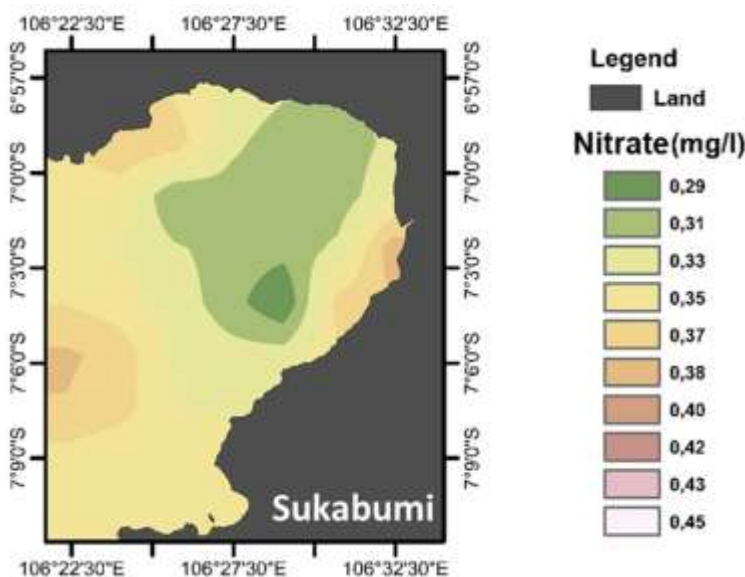 106°22'30"E 106°27'30"E 106°32'30"E
6°57'0"S 6°57'0"S
7°0'0"S 7°0'0"S
7°3'0"S 7°3'0"S
7°6'0"S 7°6'0"S
7°9'0"S 7°9'0"S
Sukabumi
106°22'30"E 106°27'30"E 106°32'30"E
Legend
Land
Nitrate(mg/l)
0,29
0,31
0,33
0,35
0,37
0,38
0,40
0,42
0,43
0,45